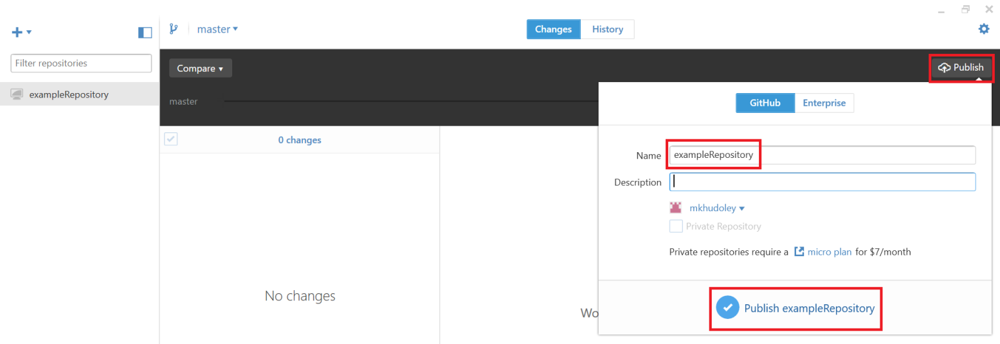 master
Changes
History
Filter repositories
exampleRepository
Compare
Publish
master
GitHub
Enterprise
0 changes
Name
exampleRepository
Description
mkhudoley
Private Repository
Private repositories require a micro plan for $7/month
No changes
Wo
Publish exampleRepository